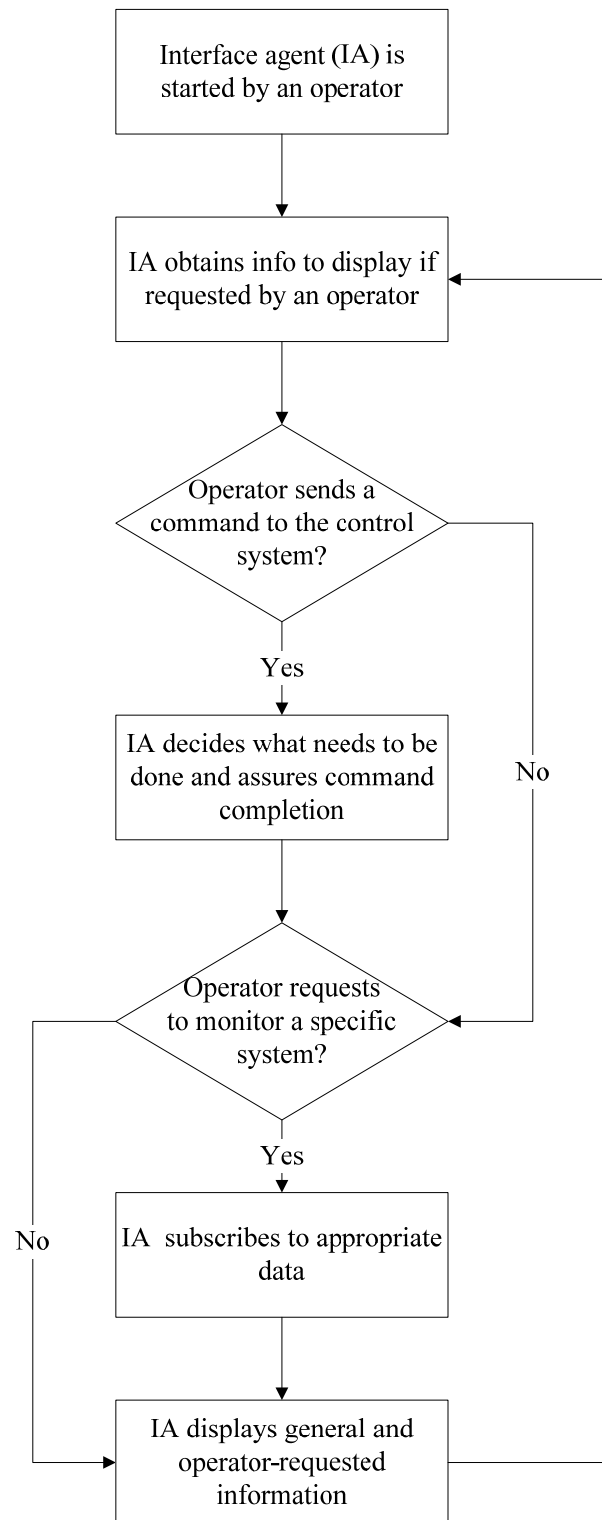 Interface agent (IA) is
started by an operator
IA obtains info to display if
requested by an operator
Operator sends a
command to the control
system?
Yes
IA decides what needs to be
done and assures command
completion
No
Operator requests
to monitor a specific
system?
Yes
IA  subscribes to appropriate
data
No
IA displays general and
operator-requested
information